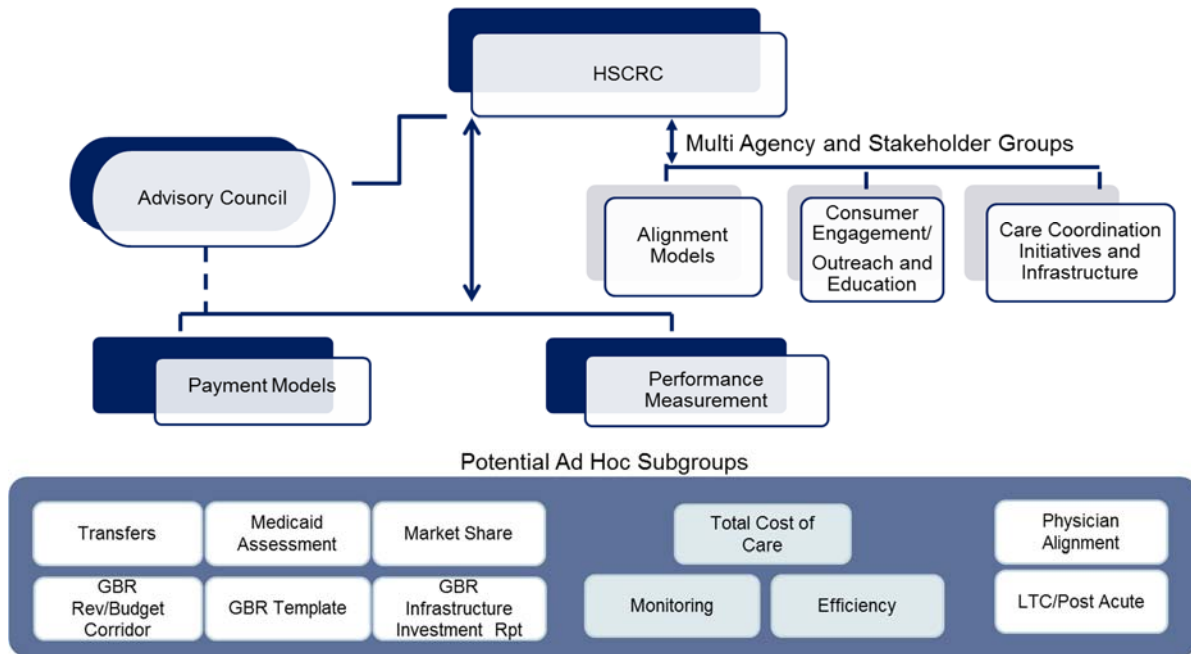 HSCRC
Multi Agency and Stakeholder Groups
Advisory Council
Alignment
Models
Consumer
Engagement/
Outreach and
Education
Care Coordination
Initiatives and
Infrastructure
Payment Models
Performance
Measurement
Potential Ad Hoc Subgroups
Transfers
Medicaid
Assessment
Market Share
Total Cost of
Care
Physician
Alignment
GBR
Rev/Budget
Corridor
GBR Template
GBR
Infrastructure
Investment Rpt
Monitoring
Efficiency
LTC/Post Acute